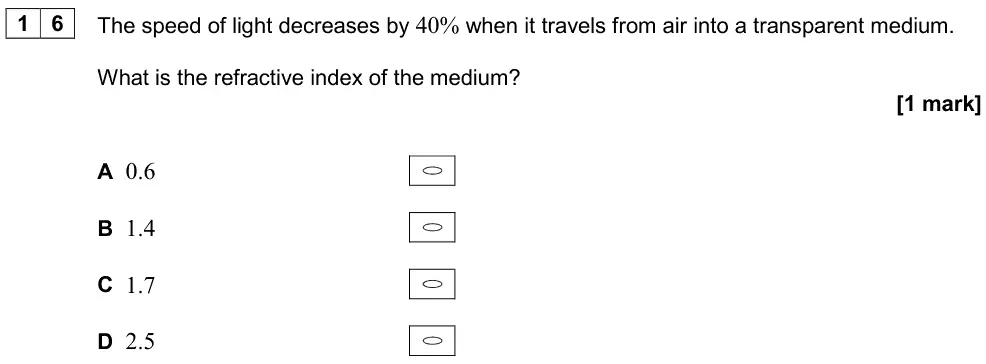 1 6 The speed of light decreases by 40% when it travels from air into a transparent medium.
What is the refractive index of the medium?
[1 mark]
A 0.6
B 1.4
C 1.7
D 2.5